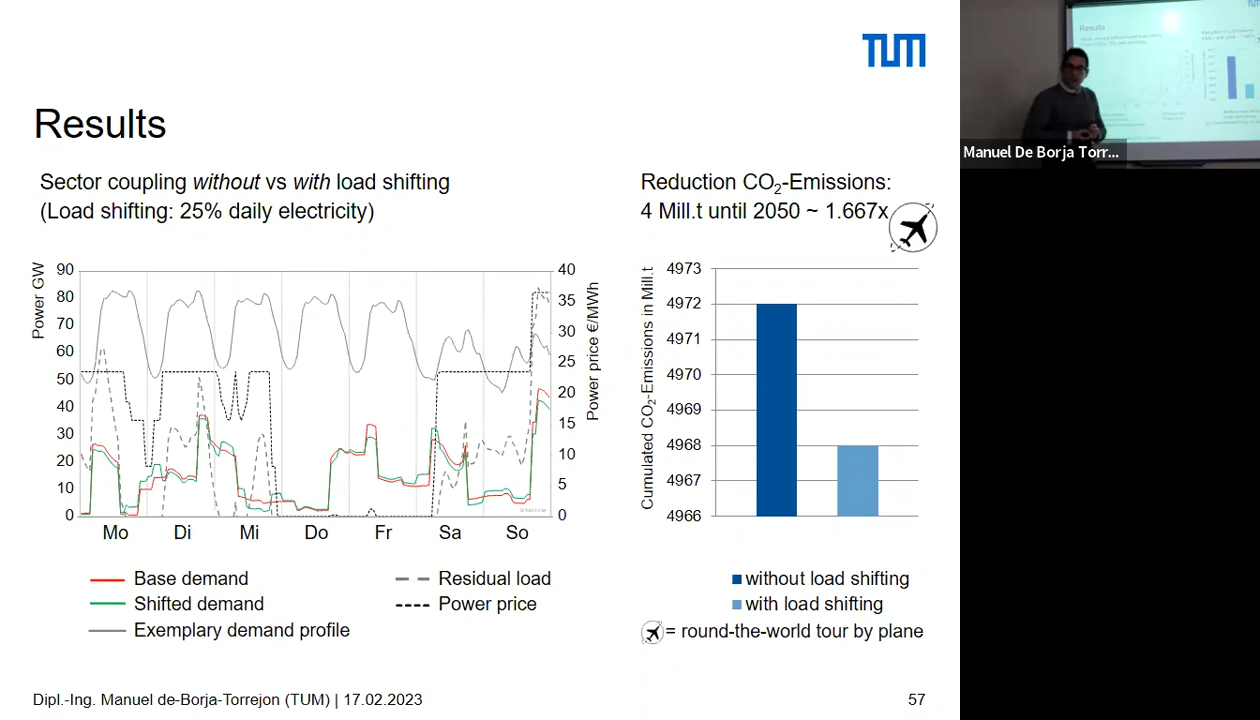 TUM
Results
Sector coupling without vs with load shifting
(Load shifting: 25% daily electricity)
Reduction CO₂-Emissions:
4 Mill.t until 2050 ~ 1.667x
Power GW
90
80
70
60
50
40
30
20
10
0
40
35
30
25
20
15
10
5
0
Power price €/MWh
Mo Di Mi Do Fr Sa So
Base demand
Shifted demand
Exemplary demand profile
Residual load
Power price
Cumulated CO₂-Emissions in Mill.t
4973
4972
4971
4970
4969
4968
4967
4966
without load shifting
with load shifting
= round-the-world tour by plane
Dipl.-Ing. Manuel de-Borja-Torrejon (TUM) | 17.02.2023
57
Results
Manuel De Borja Torr...